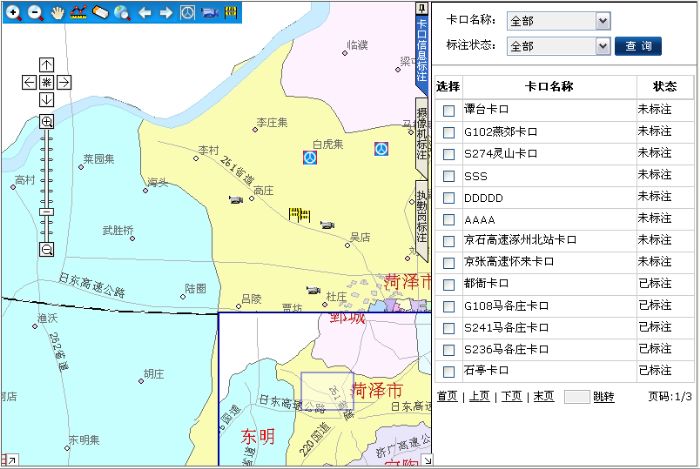 卡口名称： 全部
标注状态： 全部 查 询
选择 卡口名称 状态
谭台卡口 未标注
G102燕郊卡口 未标注
S274灵山卡口 未标注
SSS 未标注
DDDDD 未标注
AAAA 未标注
京石高速涿州北站卡口 未标注
京张高速怀来卡口 未标注
都衙卡口 已标注
G108马各庄卡口 已标注
S241马各庄卡口 已标注
S236马各庄卡口 已标注
石亭卡口 已标注
首页 | 上页 | 下页 | 末页 跳转 页码:1/3
卡口信息标注
摄像机标注
执勤岗标注
临濮
李庄集
白虎集
李村
菜园集
261省道
高村
海头
高庄
武胜桥
吴店
日东高速公路
陆圈
吕陵
杜庄
菏泽市
渔沃
262省道
胡庄
东明集
鄄城
菏泽市
日东高速公路
日东高速
220国道
东明
济广高速公